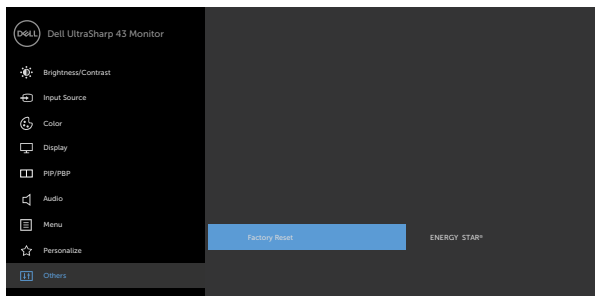 DELL
Dell UltraSharp 43 Monitor
Brightness/Contrast
Input Source
Color
Display
PIP/PBP
Audio
Menu
Personalize
Others
Factory Reset
ENERGY STAR®